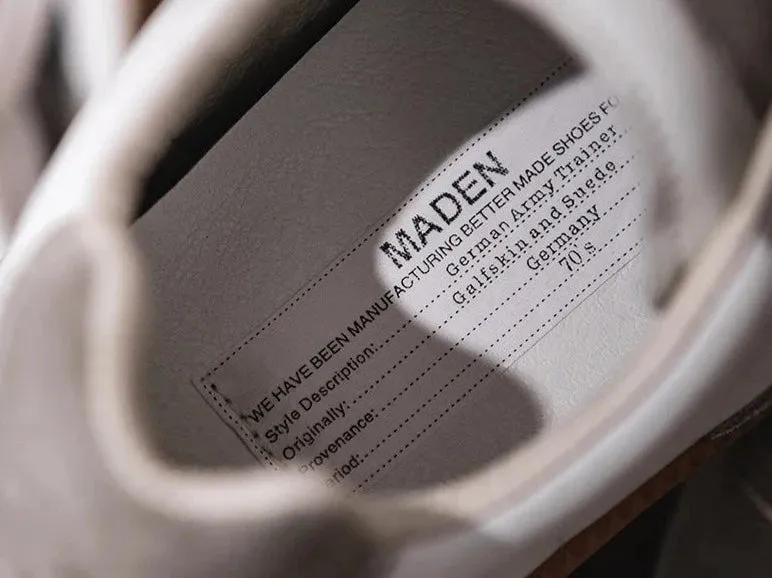 MADEN
WE HAVE BEEN MANUFACTURING BETTER MADE SHOES
Style Description: German Army Trainer
Originally: Galfskin and Suede
Provenance: Germany
70 s